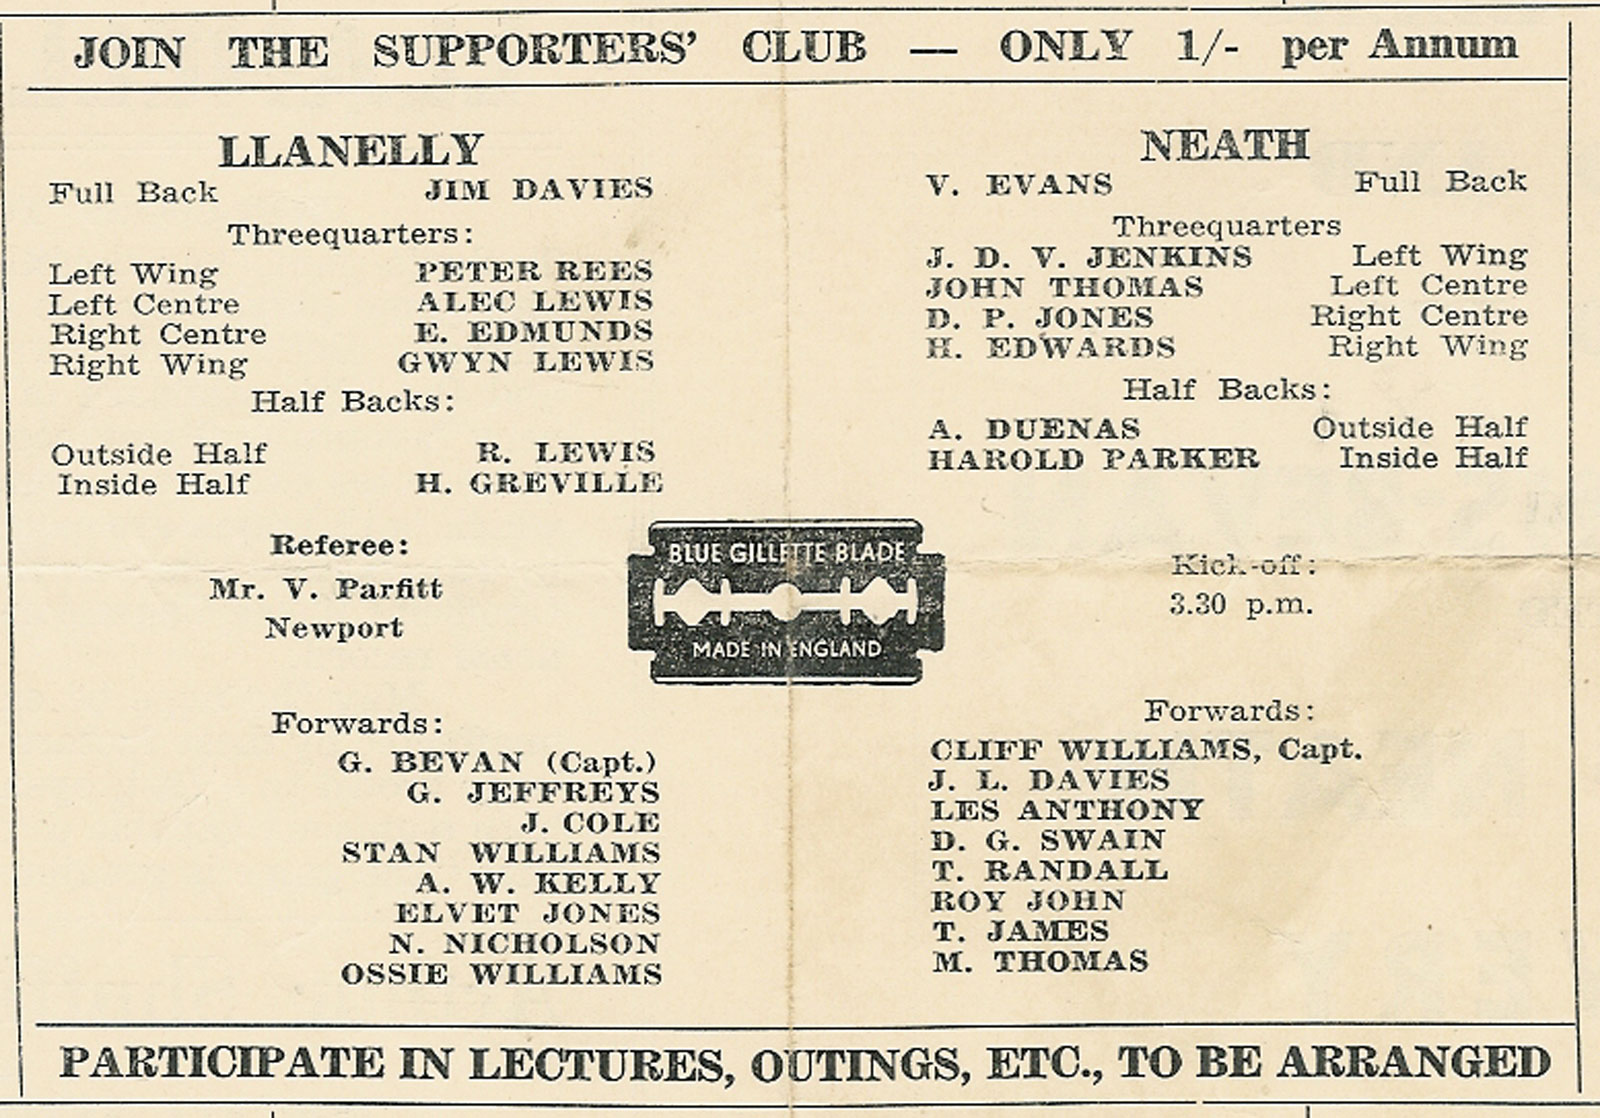 JOIN THE SUPPORTERS' CLUB — ONLY 1/- per Annum
LLANELLY
Full Back JIM DAVIES
Threequarters:
Left Wing PETER REES
Left Centre ALEC LEWIS
Right Centre E. EDMUNDS
Right Wing GWYN LEWIS
Half Backs:
Outside Half R. LEWIS
Inside Half H. GREVILLE
Referee:
Mr. V. Parfitt
Newport
Forwards:
G. BEVAN (Capt.)
G. JEFFREYS
J. COLE
STAN WILLIAMS
A. W. KELLY
ELVET JONES
N. NICHOLSON
OSSIE WILLIAMS
BLUE GILLETTE BLADE
MADE IN ENGLAND
NEATH
V. EVANS Full Back
Threequarters
J. D. V. JENKINS Left Wing
JOHN THOMAS Left Centre
D. P. JONES Right Centre
H. EDWARDS Right Wing
Half Backs:
A. DUENAS Outside Half
HAROLD PARKER Inside Half
Kick-off:
3.30 p.m.
Forwards:
CLIFF WILLIAMS, Capt.
J. L. DAVIES
LES ANTHONY
D. G. SWAIN
T. RANDALL
ROY JOHN
T. JAMES
M. THOMAS
PARTICIPATE IN LECTURES, OUTINGS, ETC., TO BE ARRANGED